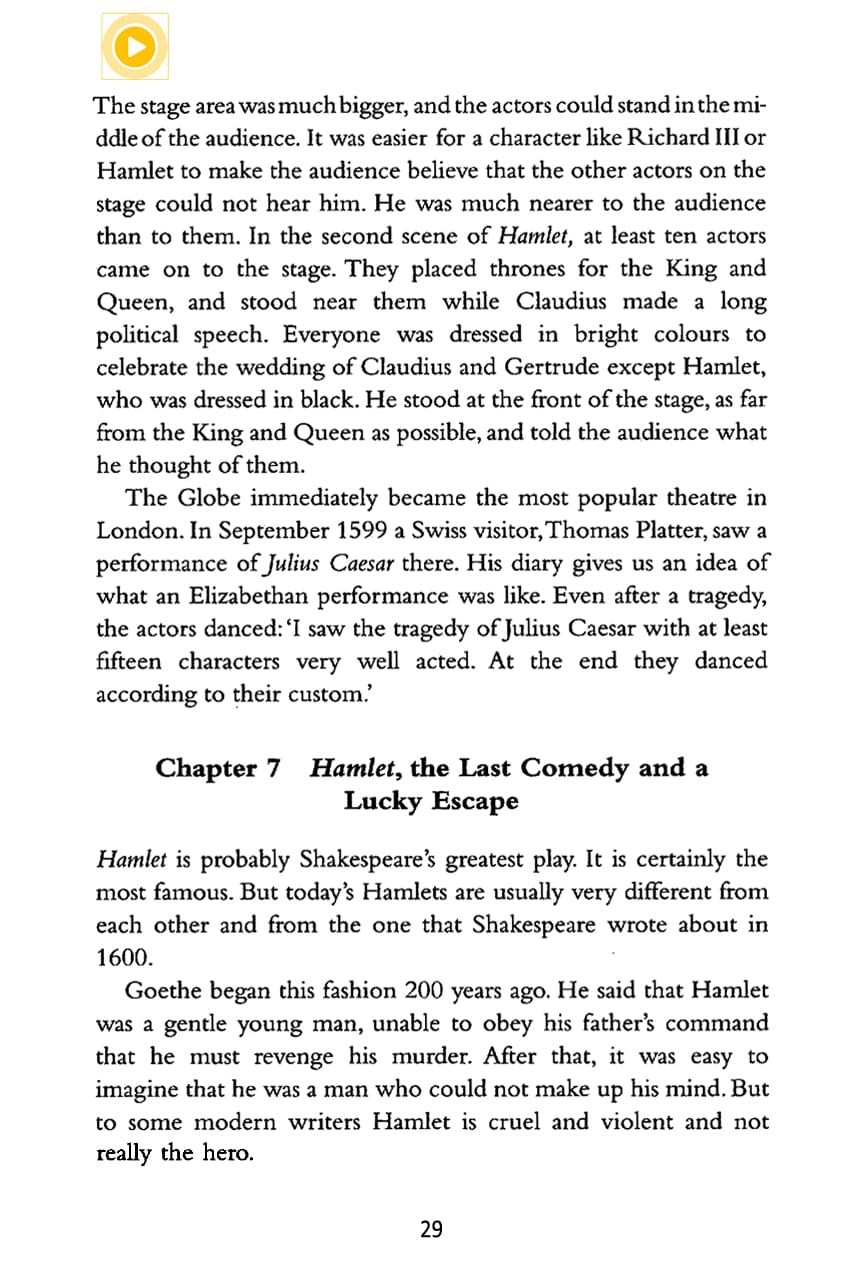 The stage area was much bigger, and the actors could stand in the mi-
ddle of the audience. It was easier for a character like Richard III or
Hamlet to make the audience believe that the other actors on the
stage could not hear him. He was much nearer to the audience
than to them. In the second scene of Hamlet, at least ten actors
came on to the stage. They placed thrones for the King and
Queen, and stood near them while Claudius made a long
political speech. Everyone was dressed in bright colours to
celebrate the wedding of Claudius and Gertrude except Hamlet,
who was dressed in black. He stood at the front of the stage, as far
from the King and Queen as possible, and told the audience what
he thought of them.
The Globe immediately became the most popular theatre in
London. In September 1599 a Swiss visitor, Thomas Platter, saw a
performance of Julius Caesar there. His diary gives us an idea of
what an Elizabethan performance was like. Even after a tragedy,
the actors danced: ‘I saw the tragedy of Julius Caesar with at least
fifteen characters very well acted. At the end they danced
according to their custom.’
Chapter 7 Hamlet, the Last Comedy and a
Lucky Escape
Hamlet is probably Shakespeare’s greatest play. It is certainly the
most famous. But today’s Hamlets are usually very different from
each other and from the one that Shakespeare wrote about in
1600.
Goethe began this fashion 200 years ago. He said that Hamlet
was a gentle young man, unable to obey his father’s command
that he must revenge his murder. After that, it was easy to
imagine that he was a man who could not make up his mind. But
to some modern writers Hamlet is cruel and violent and not
really the hero.
29